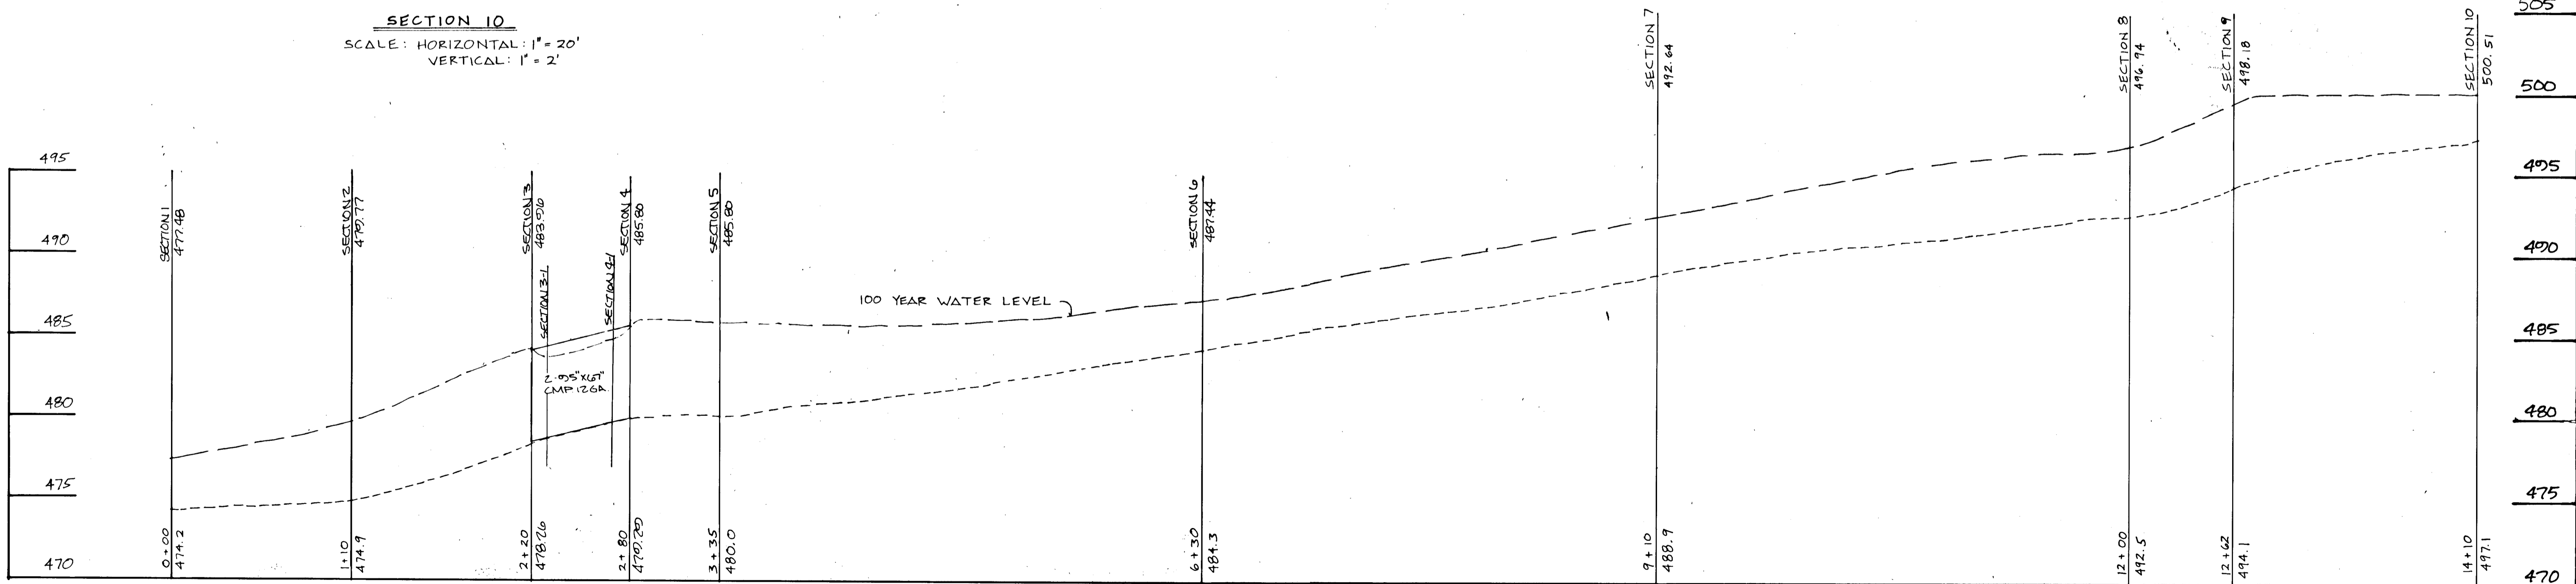 SECTION 10
SCALE: HORIZONTAL: 1" = 20'
VERTICAL: 1" = 2'
495
490
485
480
475
470
SECTION 1
477.48
SECTION 2
479.77
SECTION 3
483.96
SECTION 3-1
SECTION 4-1
SECTION 4
485.80
SECTION 5
485.80
SECTION 6
487.44
SECTION 7
492.64
SECTION 8
496.94
SECTION 9
498.18
SECTION 10
500.51
2-95"X67"
CMP 12GA.
100 YEAR WATER LEVEL
0+00
474.2
1+10
474.9
2+20
478.26
2+80
3+35
480.0
6+30
484.3
9+10
488.9
12+00
492.5
12+62
494.1
14+10
497.1
505
500
495
490
485
480
475
470